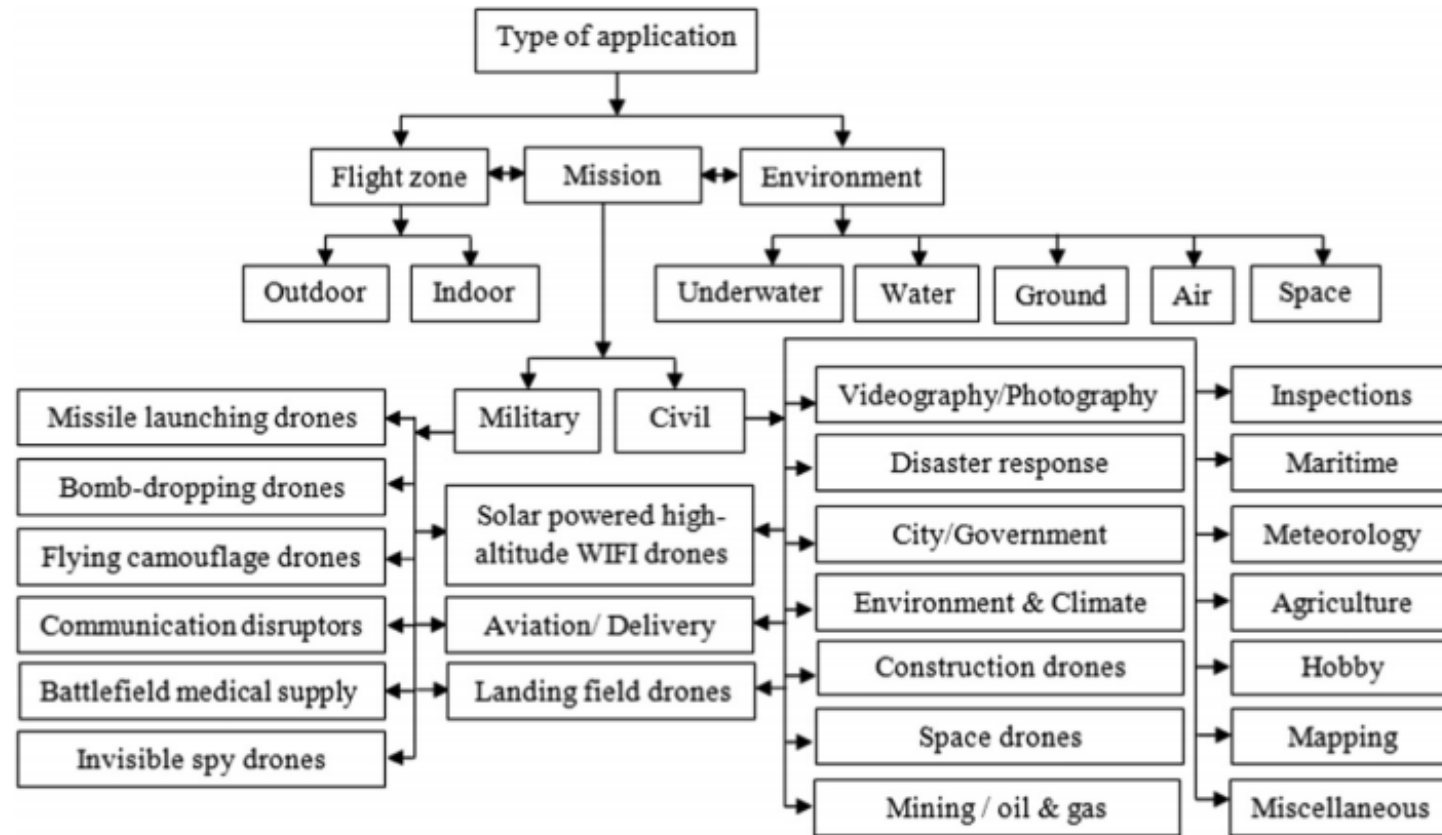 Type of application
Flight zone
Mission
Environment
Outdoor
Indoor
Underwater
Water
Ground
Air
Space
Military
Civil
Missile launching drones
Bomb-dropping drones
Flying camouflage drones
Communication disruptors
Battlefield medical supply
Invisible spy drones
Solar powered high-
altitude WIFI drones
Aviation/ Delivery
Landing field drones
Videography/Photography
Disaster response
City/Government
Environment & Climate
Construction drones
Space drones
Mining / oil & gas
Inspections
Maritime
Meteorology
Agriculture
Hobby
Mapping
Miscellaneous